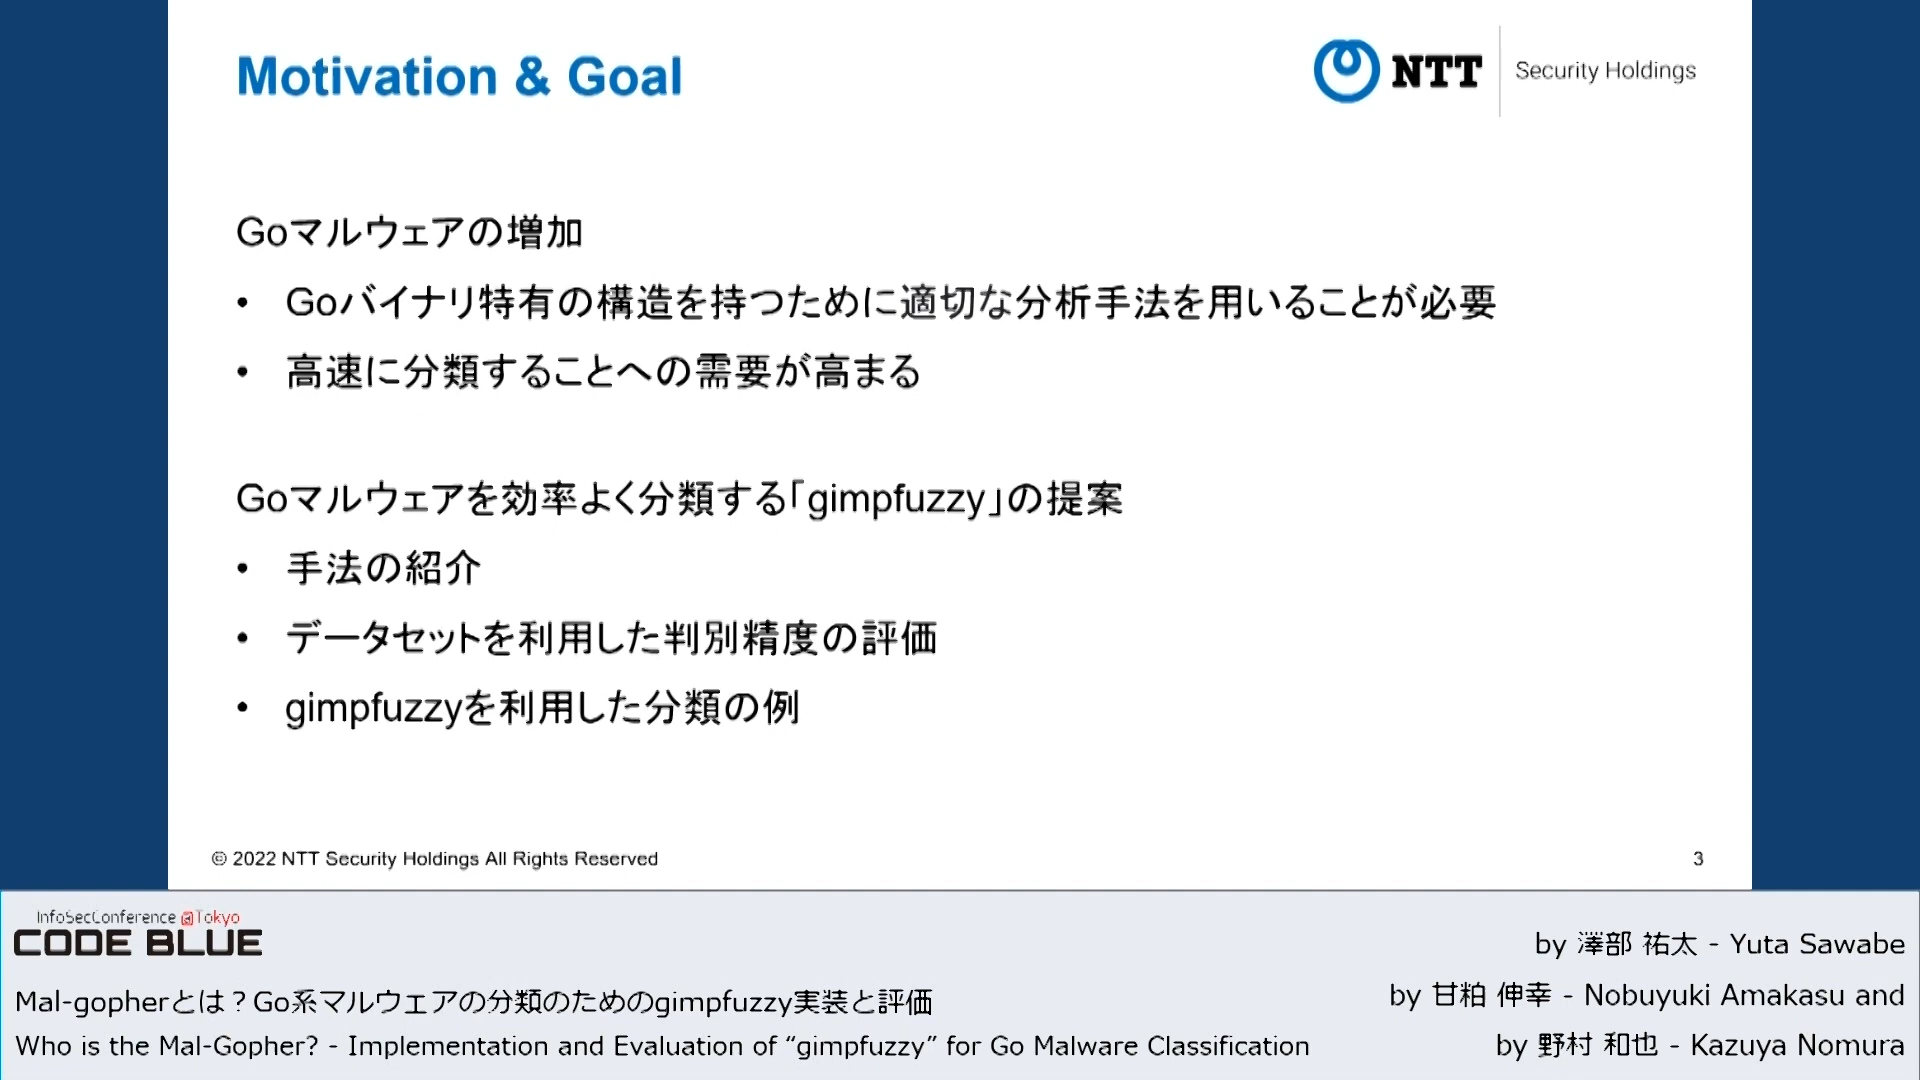 Motivation & Goal
NTT
Security Holdings
Goマルウェアの増加
• Goバイナリ特有の構造を持つために適切な分析手法を用いることが必要
• 高速に分類することへの需要が高まる
Goマルウェアを効率よく分類する「gimpfuzzy」の提案
• 手法の紹介
• データセットを利用した判別精度の評価
• gimpfuzzyを利用した分類の例
© 2022 NTT Security Holdings All Rights Reserved
3
InfoSecConference @Tokyo
CODE BLUE
Mal-gopherとは？Go系マルウェアの分類のためのgimpfuzzy実装と評価
Who is the Mal-Gopher? - Implementation and Evaluation of “gimpfuzzy” for Go Malware Classification
by 澤部 祐太 - Yuta Sawabe
by 甘粕 伸幸 - Nobuyuki Amakasu and
by 野村 和也 - Kazuya Nomura